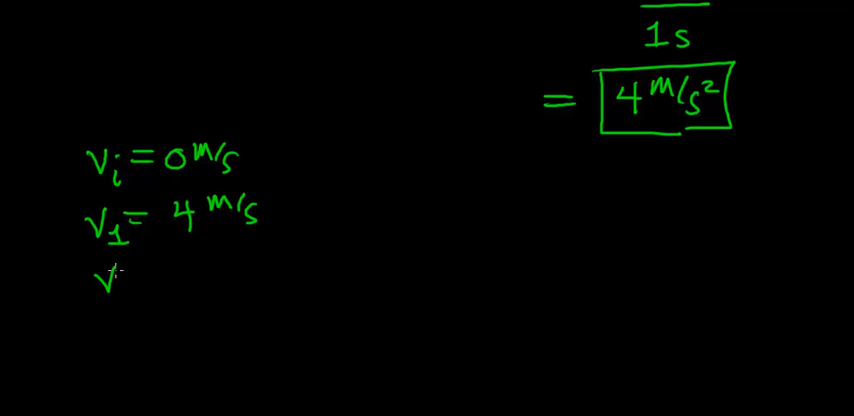 1s
= 4 m/s²
vi = 0 m/s
v1 = 4 m/s
v